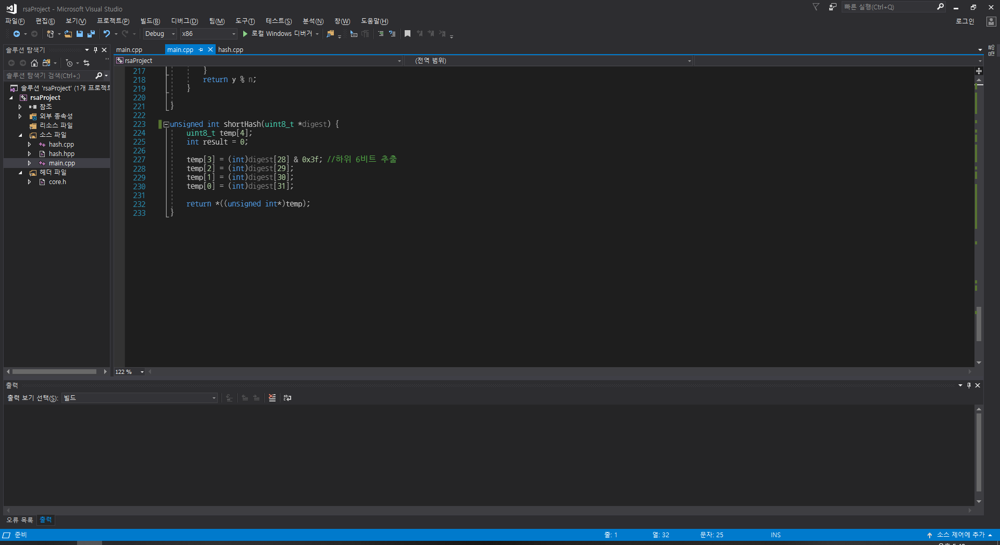 rsaProject - Microsoft Visual Studio
빠른 실행(Ctrl+Q)
파일(F) 편집(E) 보기(V) 프로젝트(P) 빌드(B) 디버그(D) 팀(M) 도구(T) 테스트(S) 분석(N) 창(W) 도움말(H)
로그인
Debug x86 로컬 Windows 디버거
솔루션 탐색기
main.cpp main.cpp hash.cpp
rsaProject (전역 범위)
솔루션 탐색기 검색(Ctrl+;)
솔루션 'rsaProject' (1개 프로젝트
rsaProject
참조
외부 종속성
리소스 파일
소스 파일
hash.cpp
hash.hpp
main.cpp
헤더 파일
core.h
217 }
218 return y % n;
219 }
220
221 }
222
223 unsigned int shortHash(uint8_t *digest) {
224 uint8_t temp[4];
225 int result = 0;
226
227 temp[3] = (int)digest[28] & 0x3f; //하위 6비트 추출
228 temp[2] = (int)digest[29];
229 temp[1] = (int)digest[30];
230 temp[0] = (int)digest[31];
231
232 return *((unsigned int*)temp);
233 }
122 %
출력
출력 보기 선택(S): 빌드
오류 목록 출력
준비 줄: 1 열: 32 문자: 25 INS 소스 제어에 추가